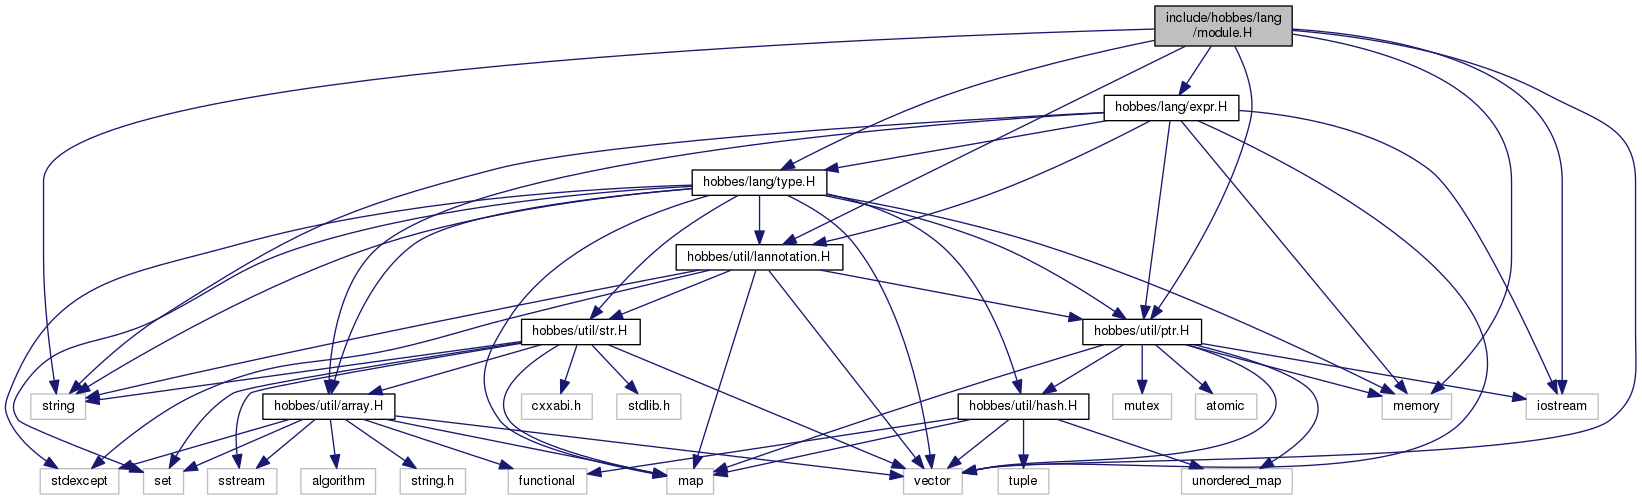 include/hobbes/lang
/module.H
hobbes/lang/expr.H
hobbes/lang/type.H
hobbes/util/lannotation.H
hobbes/util/str.H
hobbes/util/ptr.H
string
hobbes/util/array.H
cxxabi.h
stdlib.h
hobbes/util/hash.H
mutex
atomic
memory
iostream
stdexcept
set
sstream
algorithm
string.h
functional
map
vector
tuple
unordered_map